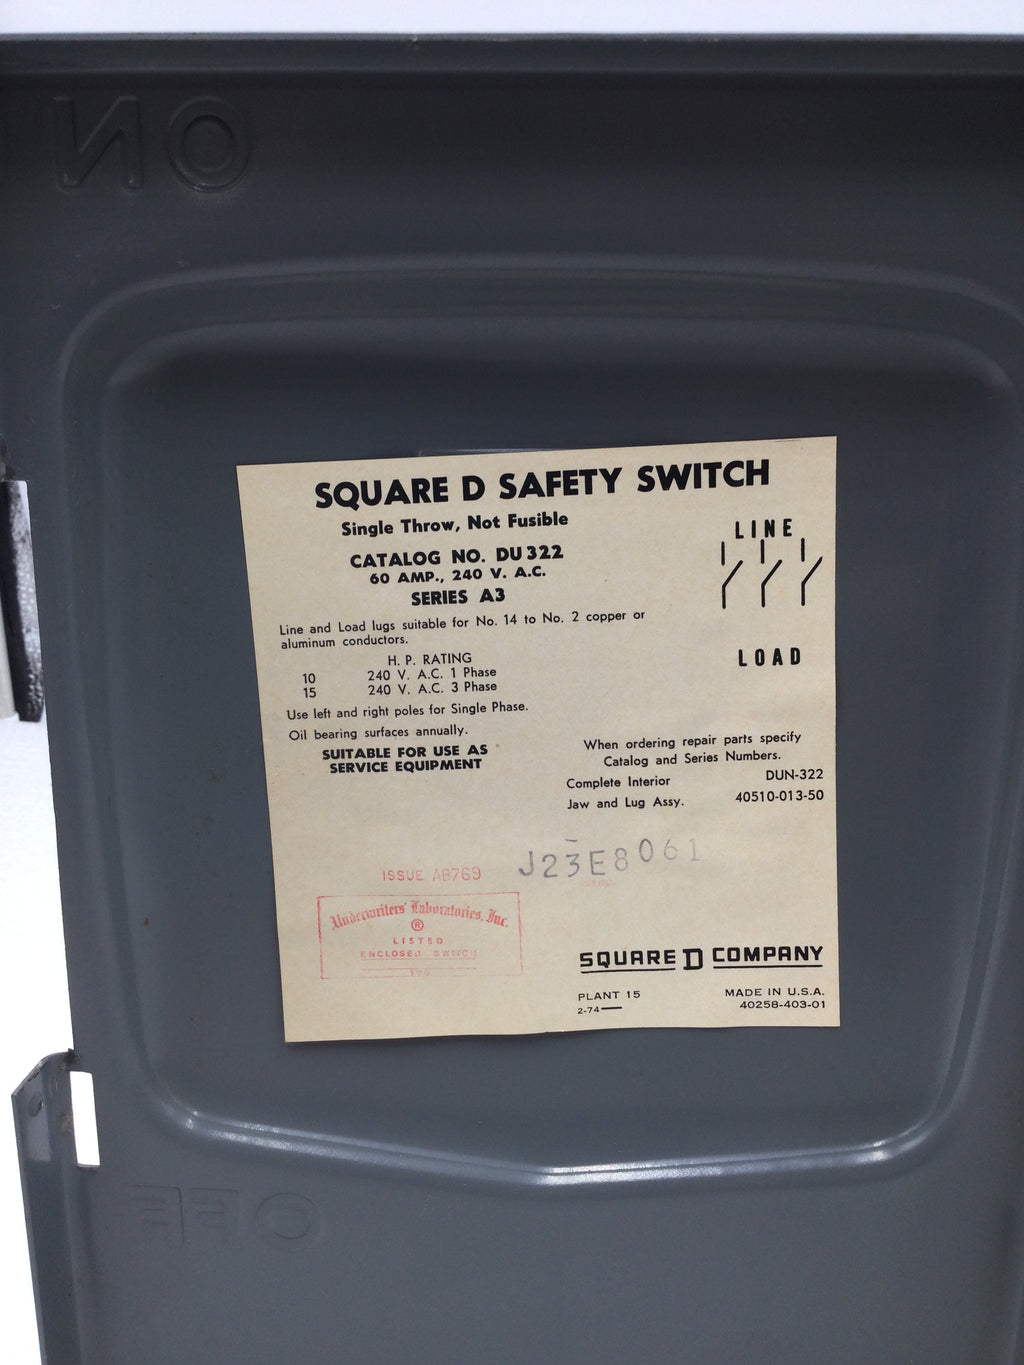 ON
SQUARE D SAFETY SWITCH
Single Throw, Not Fusible
CATALOG NO. DU 322
60 AMP., 240 V. A.C.
SERIES A3
Line and Load lugs suitable for No. 14 to No. 2 copper or
aluminum conductors.
H. P. RATING
10 240 V. A.C. 1 Phase
15 240 V. A.C. 3 Phase
Use left and right poles for Single Phase.
Oil bearing surfaces annually.
SUITABLE FOR USE AS
SERVICE EQUIPMENT
LINE
LOAD
When ordering repair parts specify
Catalog and Series Numbers.
Complete Interior DUN-322
Jaw and Lug Assy. 40510-013-50
J23E8061
ISSUE AB769
Underwriters' Laboratories, Inc.
®
LISTED
ENCLOSED SWITCH
SQUARE D COMPANY
PLANT 15 MADE IN U.S.A.
2-74 40258-403-01
OFF